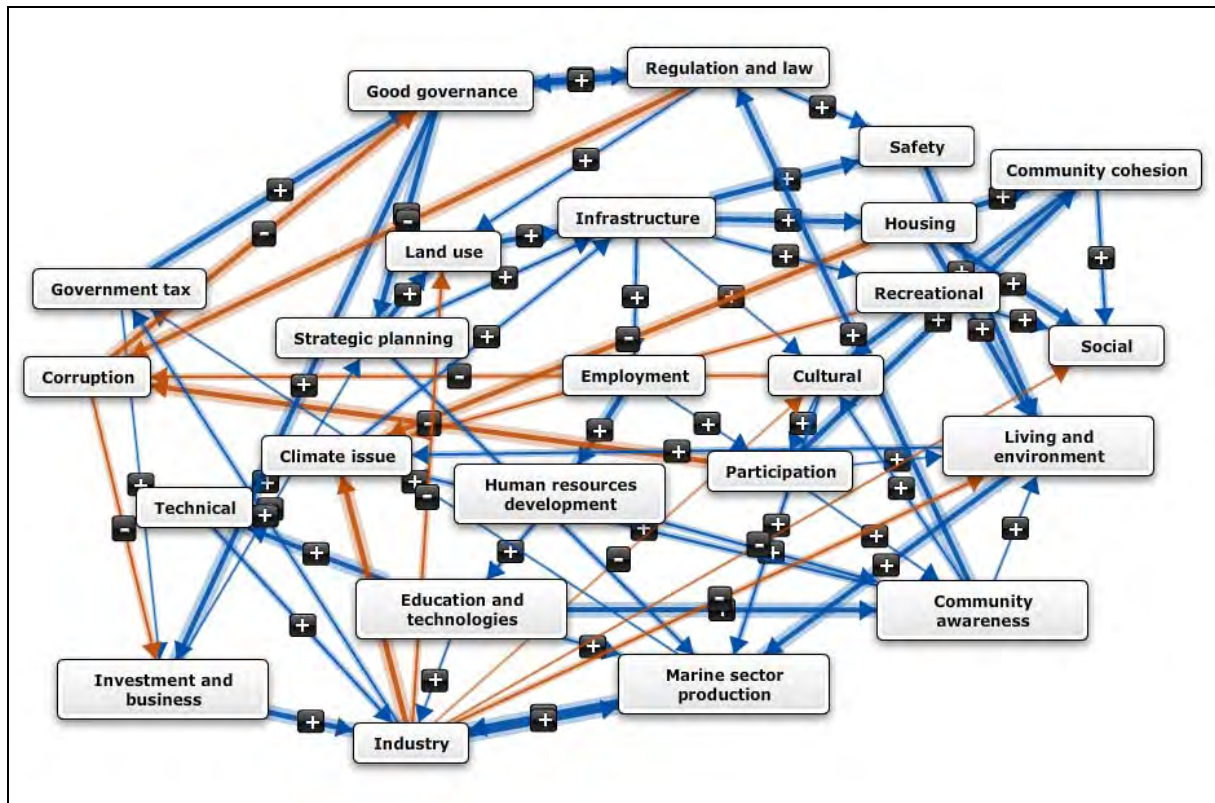 Regulation and law
Good governance
Safety
Community cohesion
Infrastructure
Housing
Land use
Government tax
Recreational
Strategic planning
Social
Corruption
Employment
Cultural
Living and
environment
Climate issue
Participation
Human resources
development
Technical
Education and
technologies
Community
awareness
Investment and
business
Marine sector
production
Industry